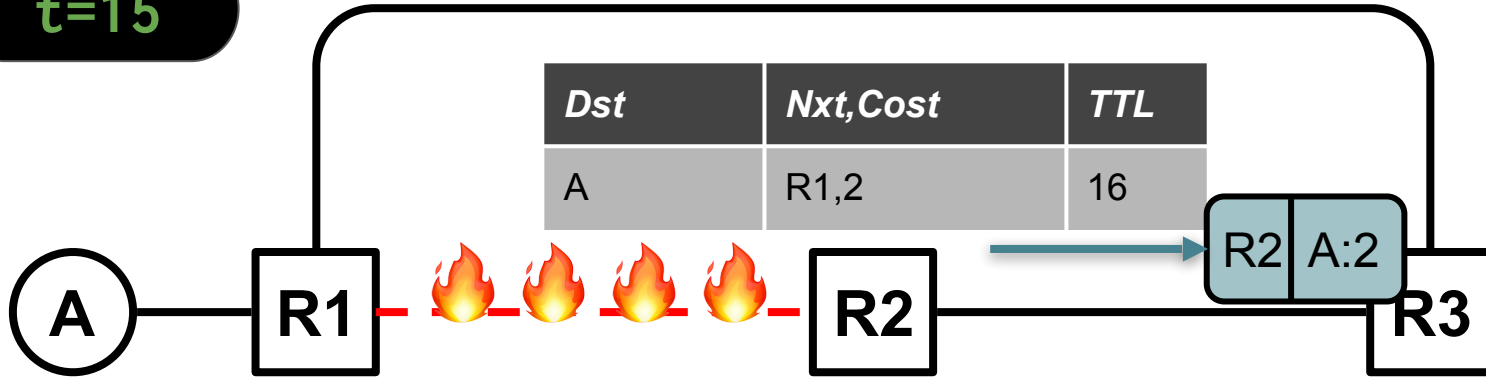 t=15
Dst Nxt,Cost TTL
A R1,2 16
R2 A:2
A R1 R2 R3